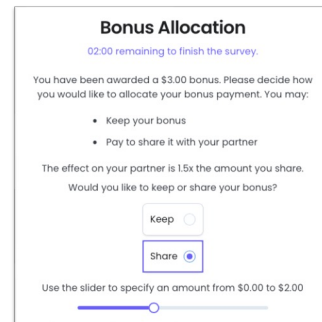 Bonus Allocation
02:00 remaining to finish the survey.
You have been awarded a $3.00 bonus. Please decide how
you would like to allocate your bonus payment. You may:
• Keep your bonus
• Pay to share it with your partner
The effect on your partner is 1.5x the amount you share.
Would you like to keep or share your bonus?
Keep
Share
Use the slider to specify an amount from $0.00 to $2.00